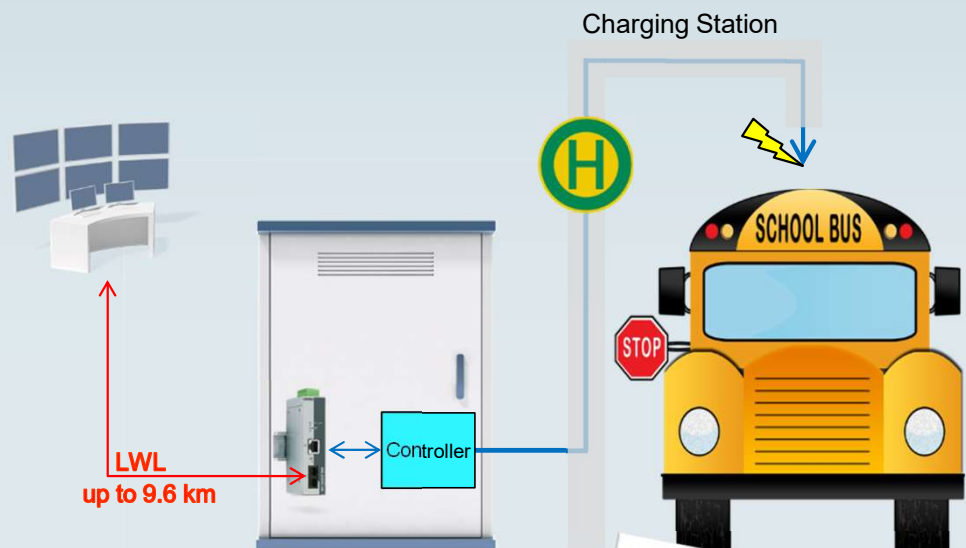 Charging Station
H
SCHOOL BUS
STOP
Controller
LWL
up to 9.6 km